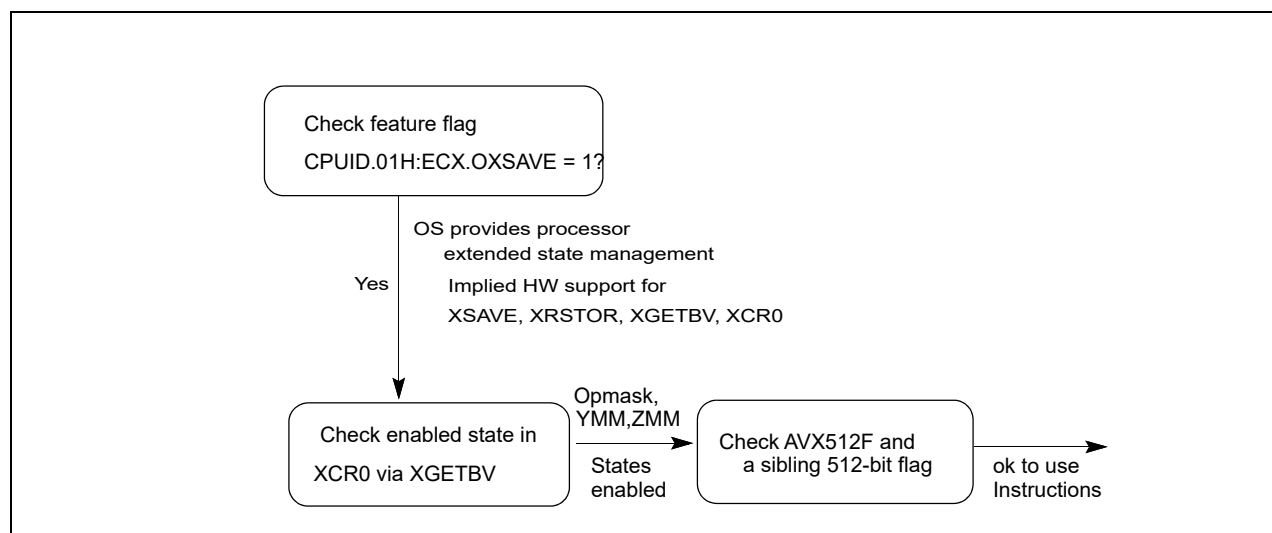 Check feature flag
CPUID.01H:ECX.OXSAVE = 1?
OS provides processor
extended state management
Yes
Implied HW support for
XSAVE, XRSTOR, XGETBV, XCR0
Check enabled state in
XCR0 via XGETBV
Opmask,
YMM,ZMM
States
enabled
Check AVX512F and
a sibling 512-bit flag
ok to use
Instructions